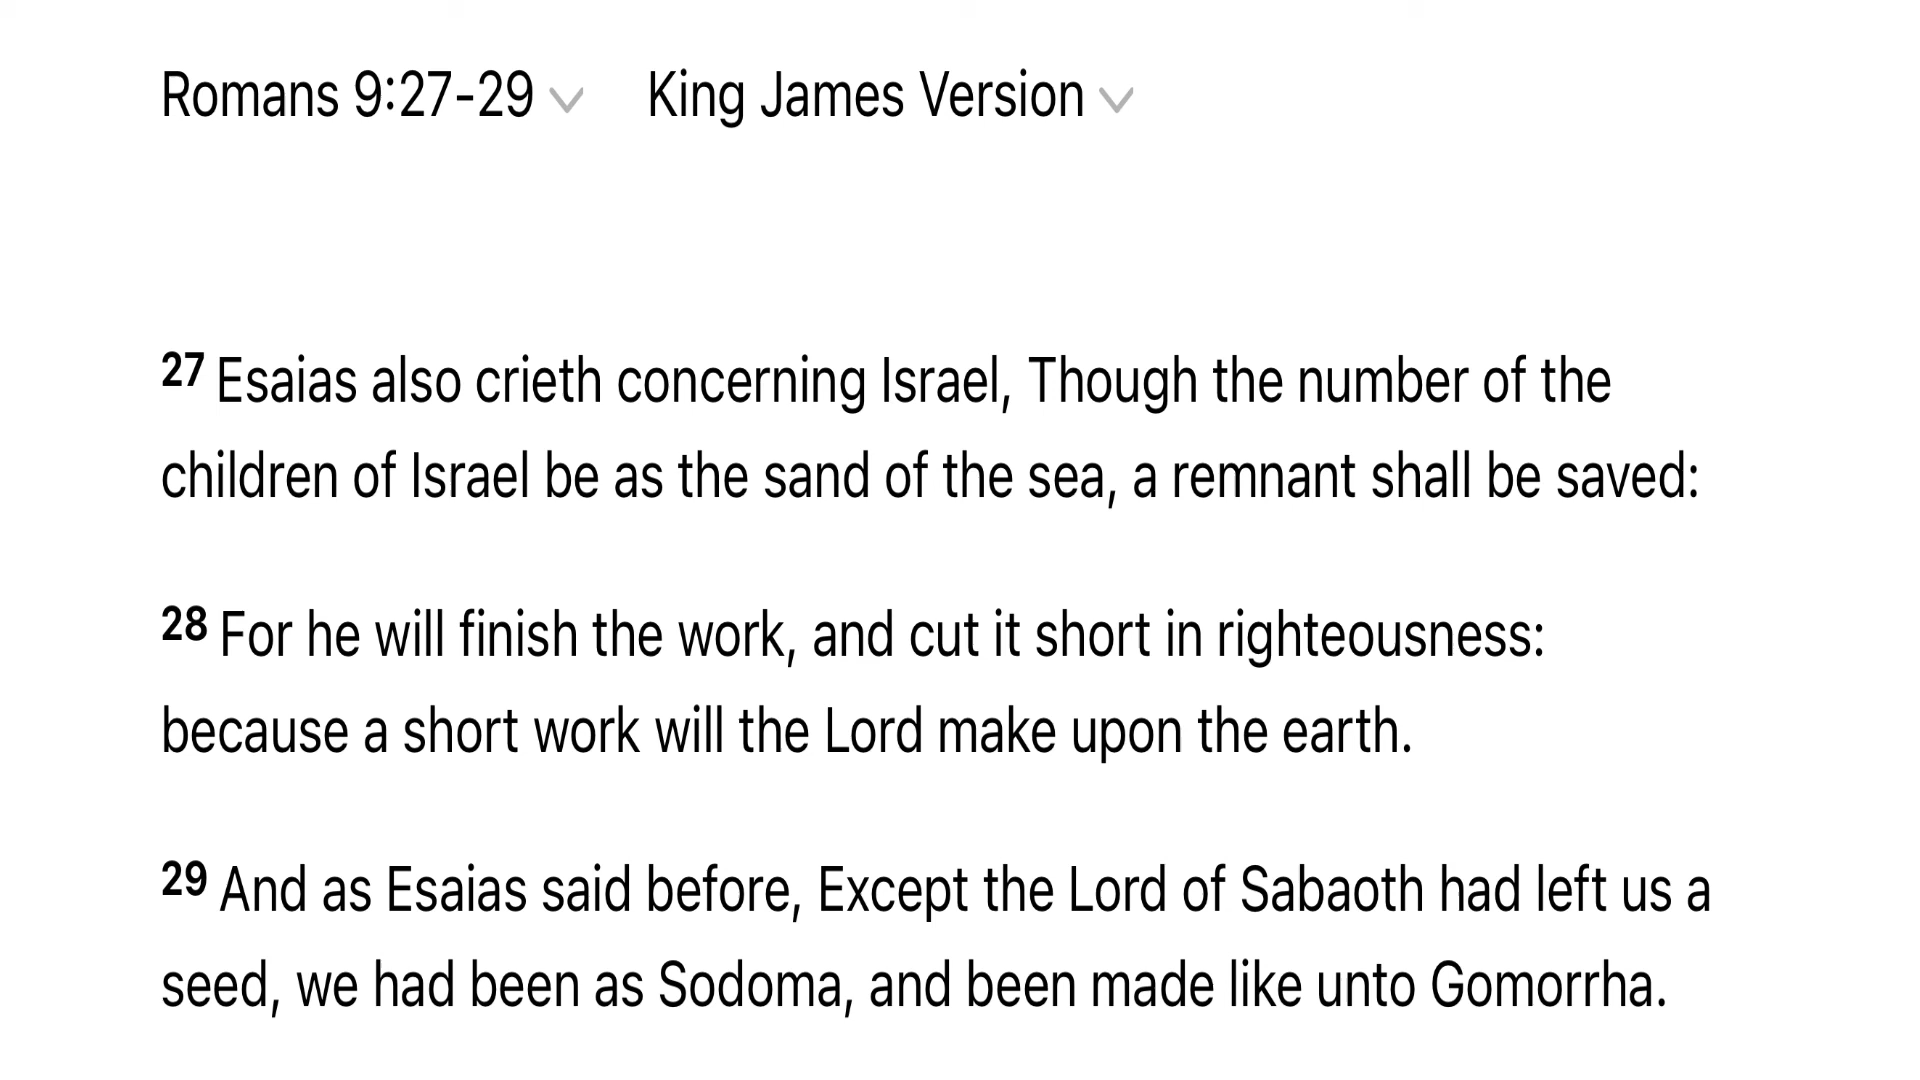 Romans 9:27-29 King James Version
27 Esaias also crieth concerning Israel, Though the number of the
children of Israel be as the sand of the sea, a remnant shall be saved:
28 For he will finish the work, and cut it short in righteousness:
because a short work will the Lord make upon the earth.
29 And as Esaias said before, Except the Lord of Sabaoth had left us a
seed, we had been as Sodoma, and been made like unto Gomorrha.